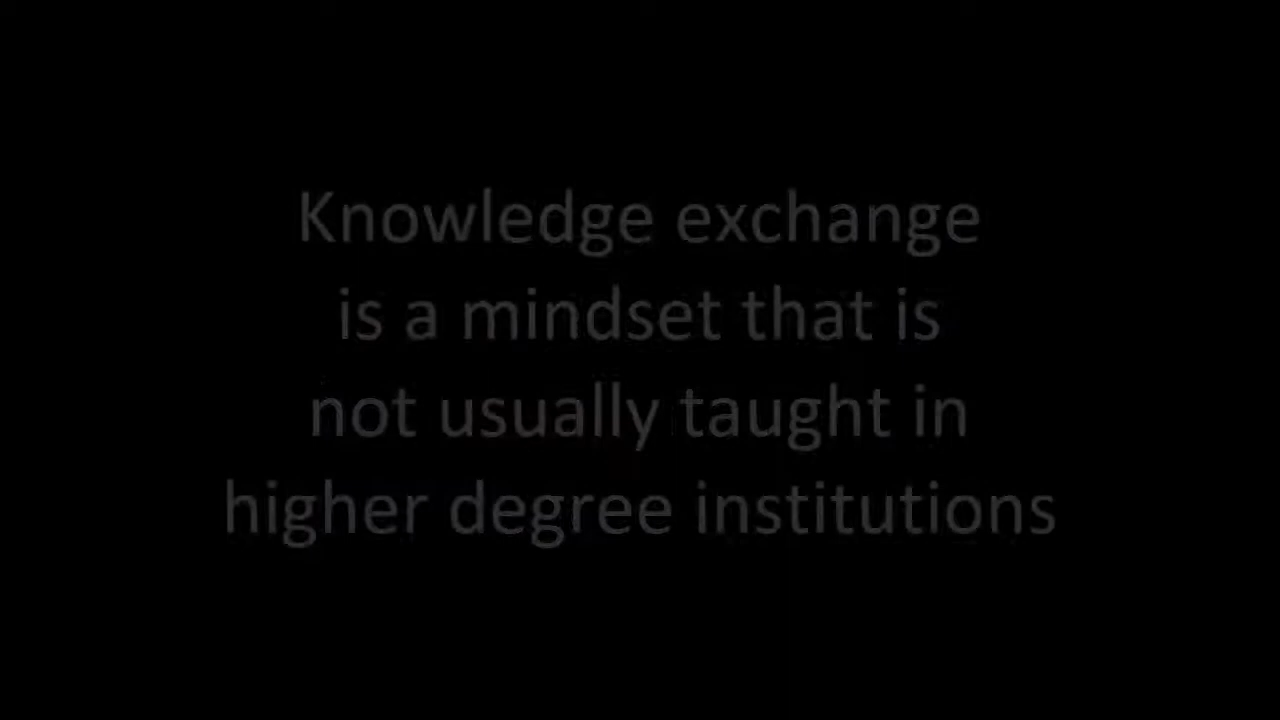 Knowledge exchange
is a mindset that is
not usually taught in
higher degree institutions